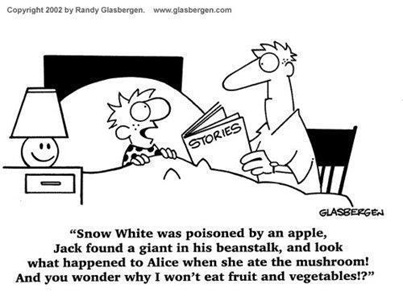 Copyright 2002 by Randy Glasbergen. www.glasbergen.com
STORIES
GLASBERGEN
“Snow White was poisoned by an apple,
Jack found a giant in his beanstalk, and look
what happened to Alice when she ate the mushroom!
And you wonder why I won’t eat fruit and vegetables!?”